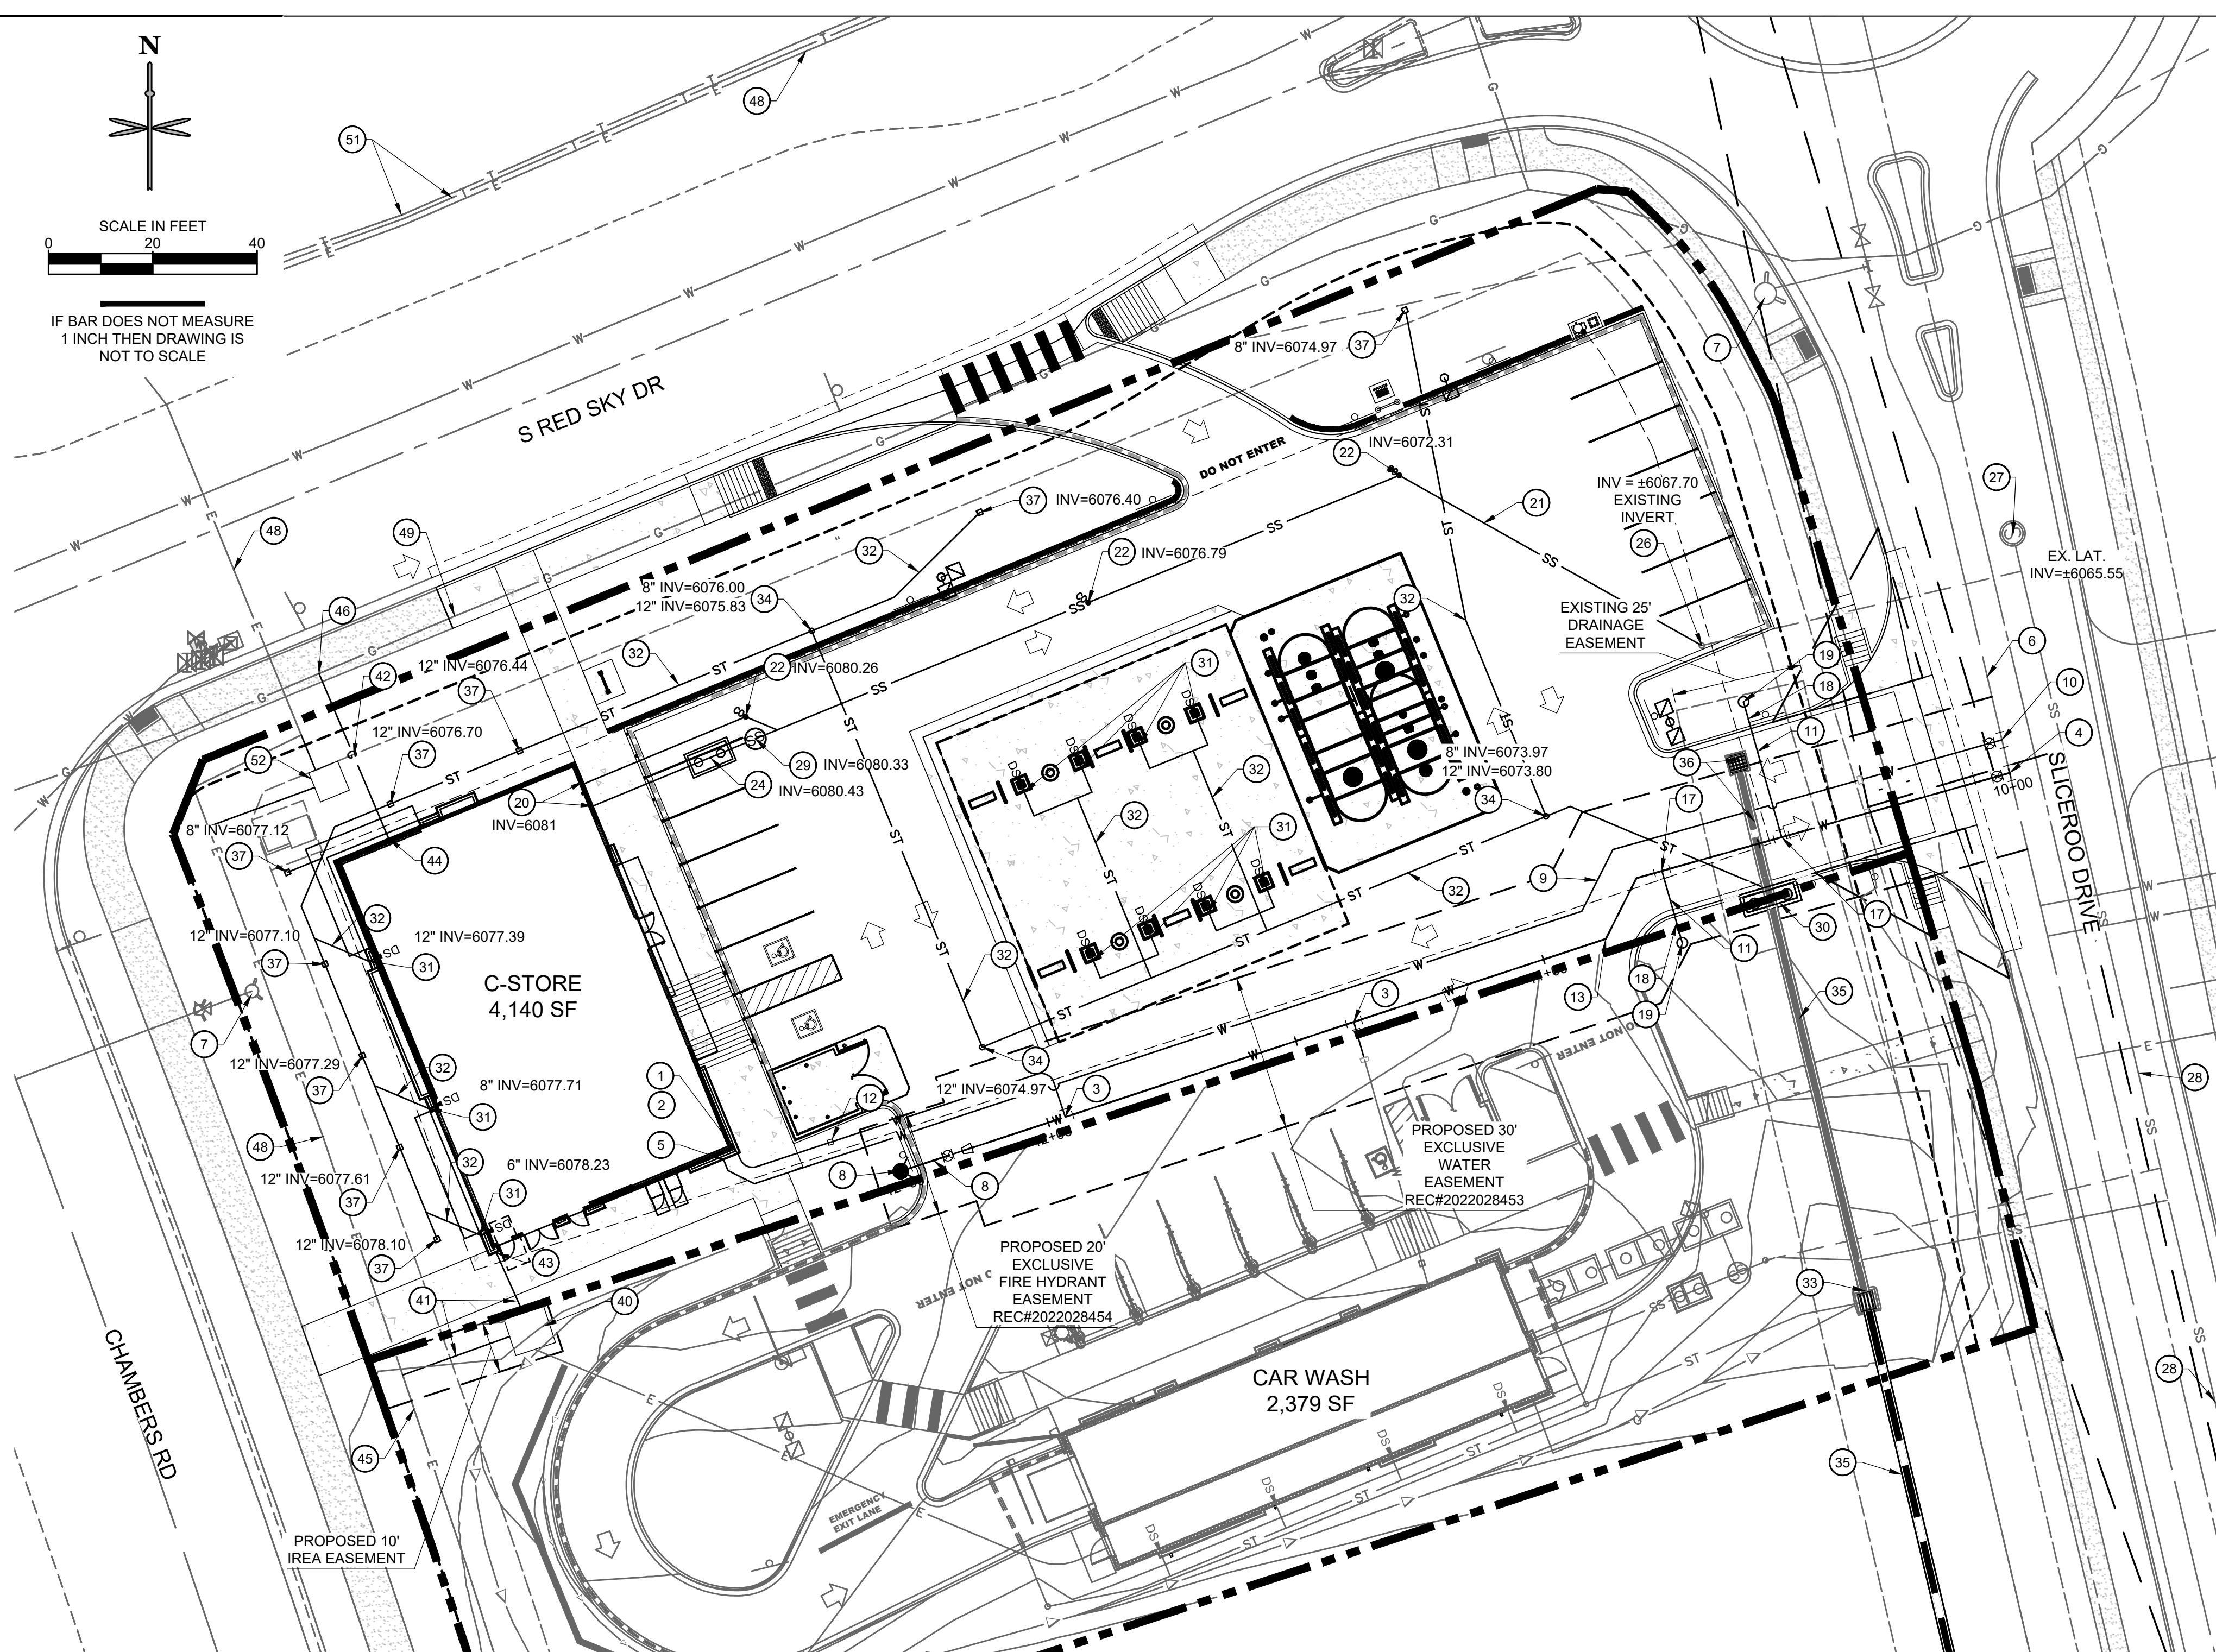 N
SCALE IN FEET
0 20 40
IF BAR DOES NOT MEASURE
1 INCH THEN DRAWING IS
NOT TO SCALE
51
48
S RED SKY DR
8" INV=6074.97
37
7
DO NOT ENTER
22
INV=6072.31
INV = ±6067.70
EXISTING
INVERT
26
21
27
EX. LAT.
INV=±6065.55
48
49
37
INV=6076.40
32
22
INV=6076.79
8" INV=6076.00
12" INV=6075.83
34
32
EXISTING 25'
DRAINAGE
EASEMENT
46
42
12" INV=6076.44
37
32
22
INV=6080.26
31
19
18
6
10
4
11
36
17
10+00
SLICEROO DRIVE
52
12" INV=6076.70
37
29
INV=6080.33
24
INV=6080.43
20
INV=6081
32
32
31
8" INV=6073.97
12" INV=6073.80
34
8" INV=6077.12
37
44
32
9
32
17
30
11
12" INV=6077.10
37
12" INV=6077.39
31
C-STORE
4,140 SF
32
3
13
18
19
35
7
12" INV=6077.29
37
32
8" INV=6077.71
31
1
2
12
34
12" INV=6074.97
3
DO NOT ENTER
28
48
12" INV=6077.61
37
32
6" INV=6078.23
31
5
8
8
PROPOSED 30'
EXCLUSIVE
WATER
EASEMENT
REC#2022028453
12" INV=6078.10
37
43
PROPOSED 20'
EXCLUSIVE
FIRE HYDRANT
EASEMENT
REC#2022028454
DO NOT ENTER
33
41
40
CAR WASH
2,379 SF
28
CHAMBERS RD
45
35
EMERGENCY
EXIT LANE
PROPOSED 10'
IREA EASEMENT